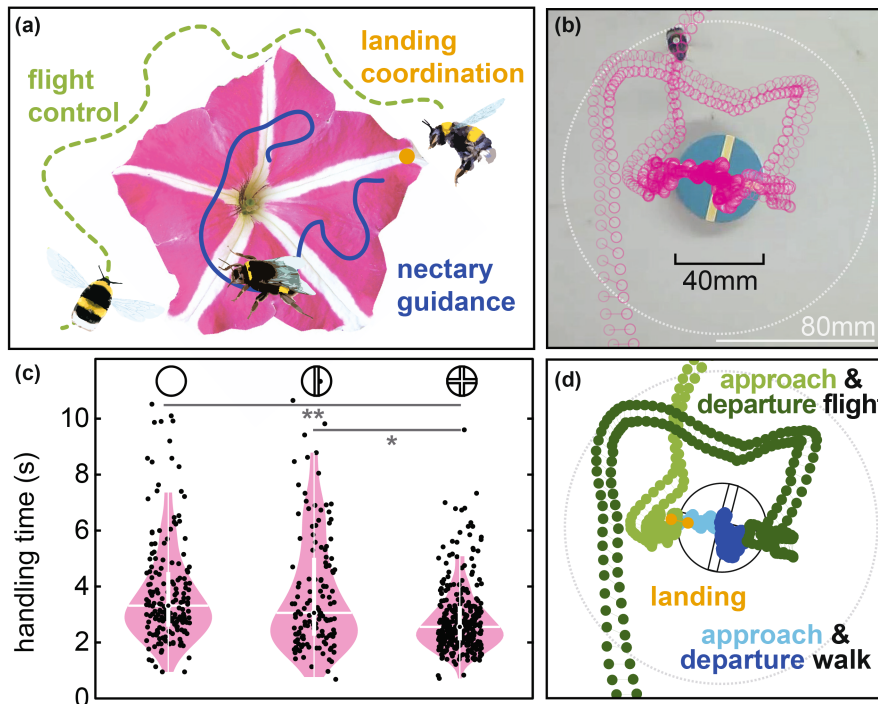 (a)
flight
control
landing
coordination
nectary
guidance
(b)
40mm
80mm
(c)
**
*
handling time (s)
10
8
6
4
2
0
(d)
approach &
departure flight
landing
approach &
departure walk